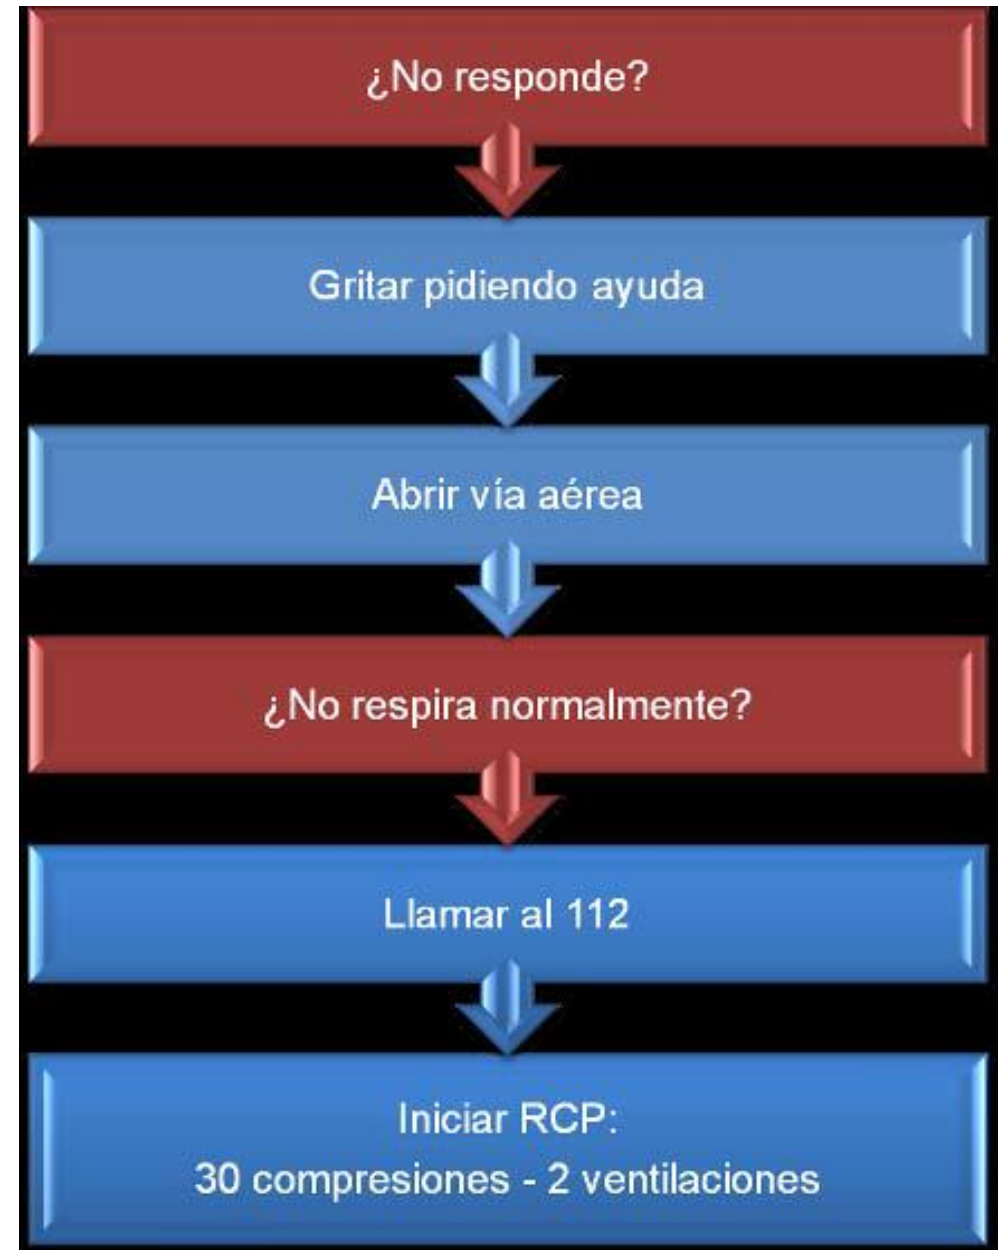 ¿No responde?
Gritar pidiendo ayuda
Abrir vía aérea
¿No respira normalmente?
Llamar al 112
Iniciar RCP:
30 compresiones - 2 ventilaciones